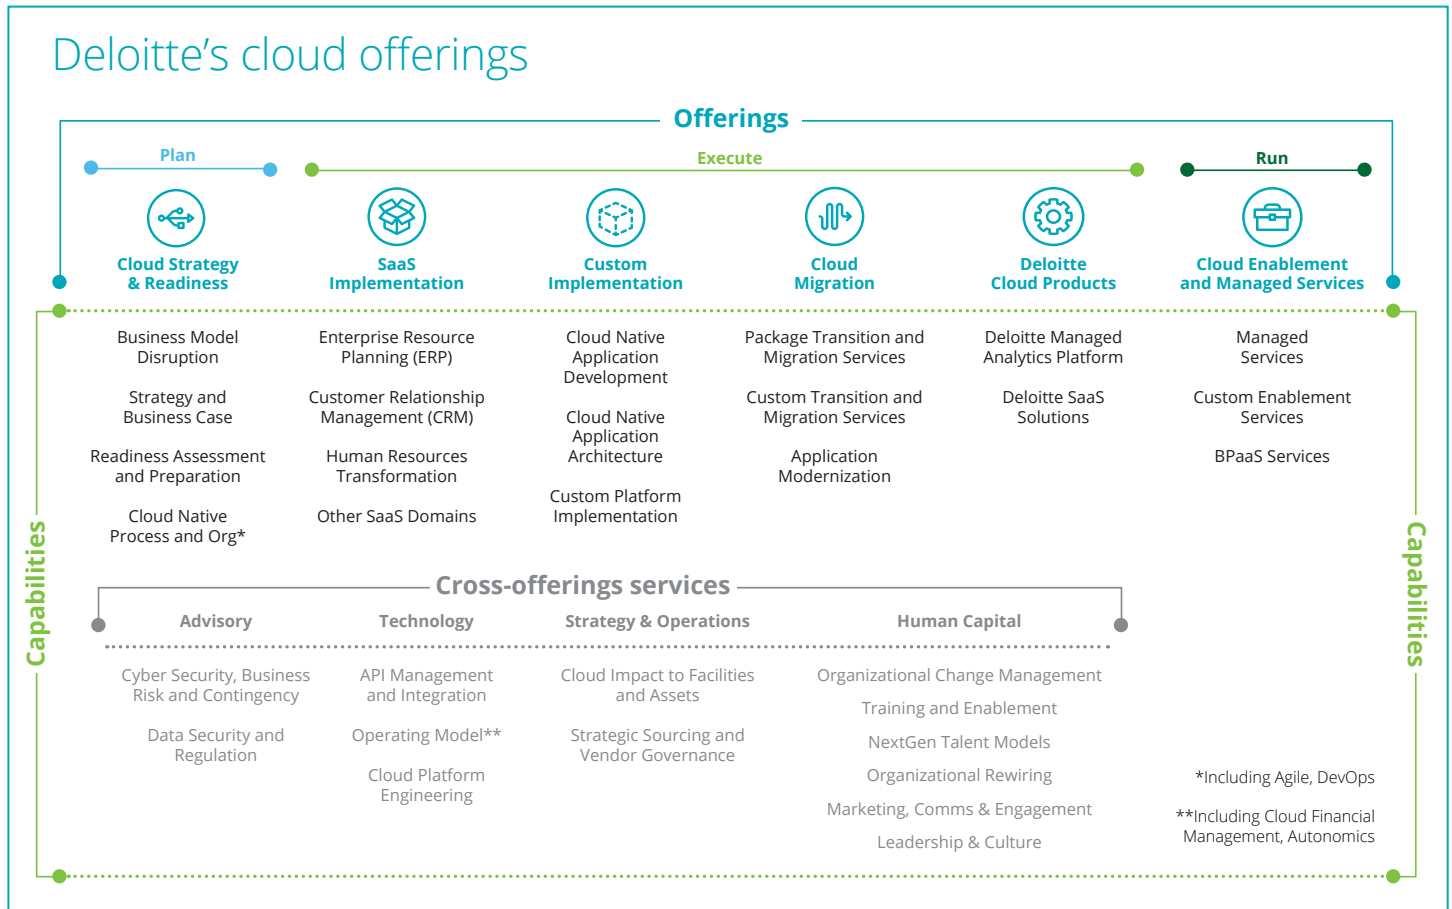 Deloitte’s cloud offerings
Offerings
Plan
Execute
Run
Cloud Strategy
& Readiness
SaaS
Implementation
Custom
Implementation
Cloud
Migration
Deloitte
Cloud Products
Cloud Enablement
and Managed Services
Capabilities
Business Model
Disruption
Strategy and
Business Case
Readiness Assessment
and Preparation
Cloud Native
Process and Org*
Enterprise Resource
Planning (ERP)
Customer Relationship
Management (CRM)
Human Resources
Transformation
Other SaaS Domains
Cloud Native
Application
Development
Cloud Native
Application
Architecture
Custom Platform
Implementation
Package Transition and
Migration Services
Custom Transition and
Migration Services
Application
Modernization
Deloitte Managed
Analytics Platform
Deloitte SaaS
Solutions
Managed
Services
Custom Enablement
Services
BPaaS Services
Capabilities
Cross-offerings services
Advisory
Cyber Security, Business
Risk and Contingency
Data Security and
Regulation
Technology
API Management
and Integration
Operating Model**
Cloud Platform
Engineering
Strategy & Operations
Cloud Impact to Facilities
and Assets
Strategic Sourcing and
Vendor Governance
Human Capital
Organizational Change Management
Training and Enablement
NextGen Talent Models
Organizational Rewiring
Marketing, Comms & Engagement
Leadership & Culture
*Including Agile, DevOps
**Including Cloud Financial
Management, Autonomics